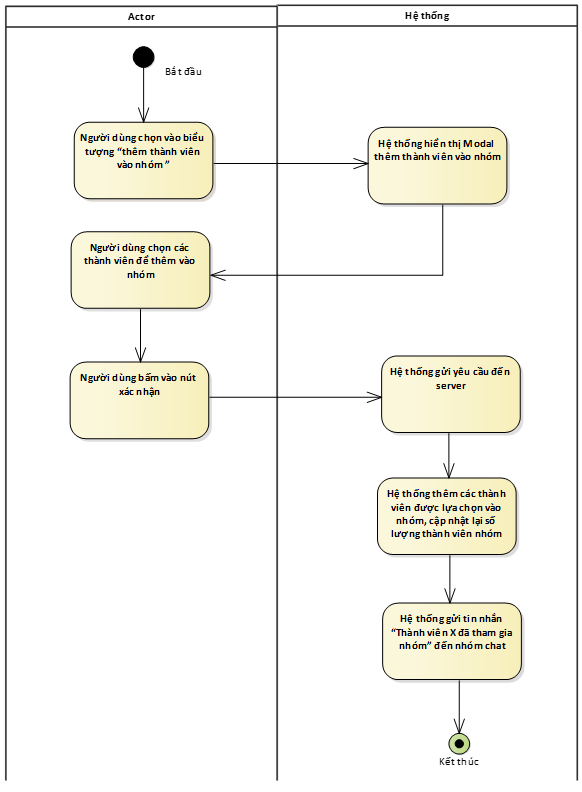 Actor
Hệ thống
Bắt đầu
Người dùng chọn vào biểu
tượng “thêm thành viên
vào nhóm”
Hệ thống hiển thị Modal
thêm thành viên vào nhóm
Người dùng chọn các
thành viên để thêm vào
nhóm
Người dùng bấm vào nút
xác nhận
Hệ thống gửi yêu cầu đến
server
Hệ thống thêm các thành
viên được lựa chọn vào
nhóm, cập nhật lại số
lượng thành viên nhóm
Hệ thống gửi tin nhắn
“Thành viên X đã tham gia
nhóm” đến nhóm chat
Kết thúc